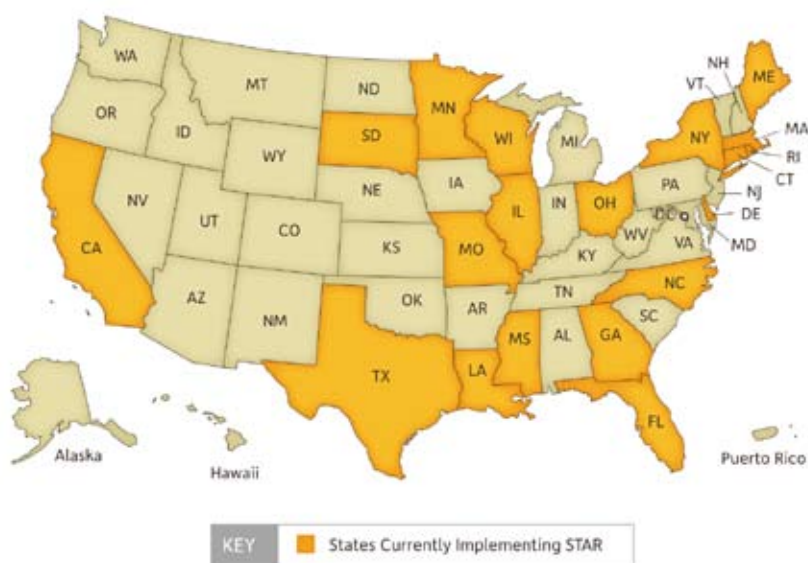 WA
MT
ND
MN
VT
NH
ME
OR
ID
SD
WI
MI
NY
MA
RI
CT
WY
IA
PA
NJ
NV
NE
IL
IN
OH
DE
MD
UT
CO
KS
MO
KY
WV
VA
CA
AZ
NM
OK
AR
TN
NC
SC
TX
LA
MS
AL
GA
FL
Alaska
Hawaii
Puerto Rico
KEY
States Currently Implementing STAR